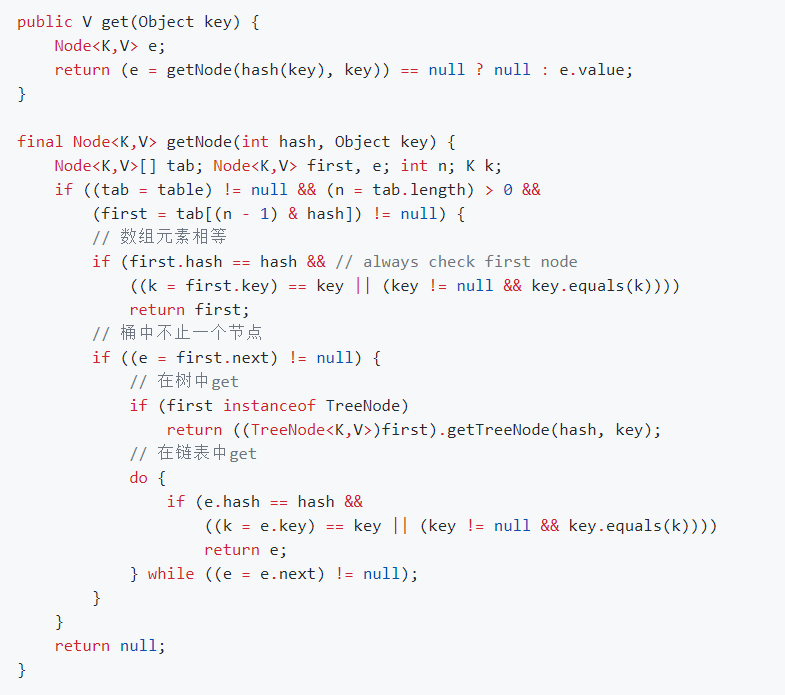 public V get(Object key) {
    Node<K,V> e;
    return (e = getNode(hash(key), key)) == null ? null : e.value;
}

final Node<K,V> getNode(int hash, Object key) {
    Node<K,V>[] tab; Node<K,V> first, e; int n; K k;
    if ((tab = table) != null && (n = tab.length) > 0 &&
        (first = tab[(n - 1) & hash]) != null) {
        // 数组元素相等
        if (first.hash == hash && // always check first node
            ((k = first.key) == key || (key != null && key.equals(k))))
            return first;
        // 桶中不止一个节点
        if ((e = first.next) != null) {
            // 在树中get
            if (first instanceof TreeNode)
                return ((TreeNode<K,V>)first).getTreeNode(hash, key);
            // 在链表中get
            do {
                if (e.hash == hash &&
                    ((k = e.key) == key || (key != null && key.equals(k))))
                    return e;
            } while ((e = e.next) != null);
        }
    }
    return null;
}